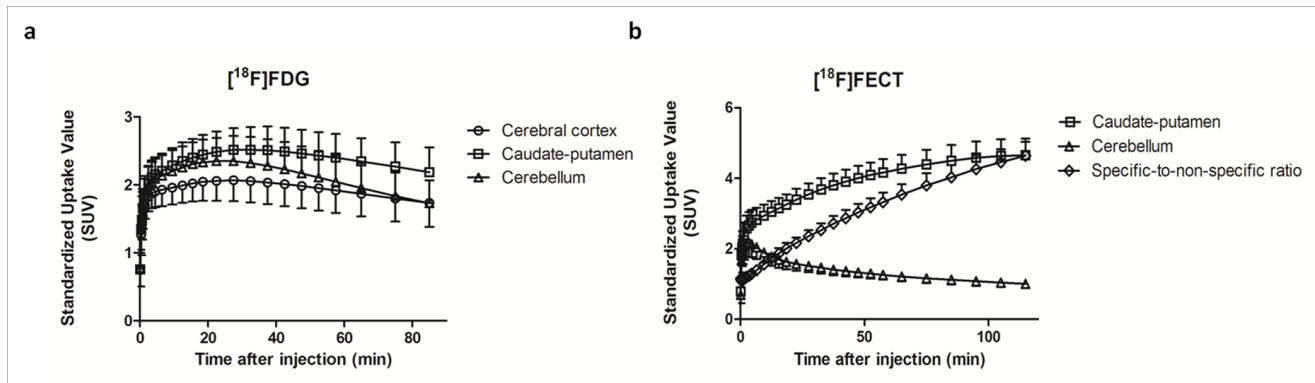 a
[¹⁸F]FDG
Standardized Uptake Value
(SUV)
3
2
1
0
0
20
40
60
80
Time after injection (min)
Cerebral cortex
Caudate-putamen
Cerebellum
b
[¹⁸F]FECT
Standardized Uptake Value
(SUV)
6
4
2
0
0
50
100
Time after injection (min)
Caudate-putamen
Cerebellum
Specific-to-non-specific ratio